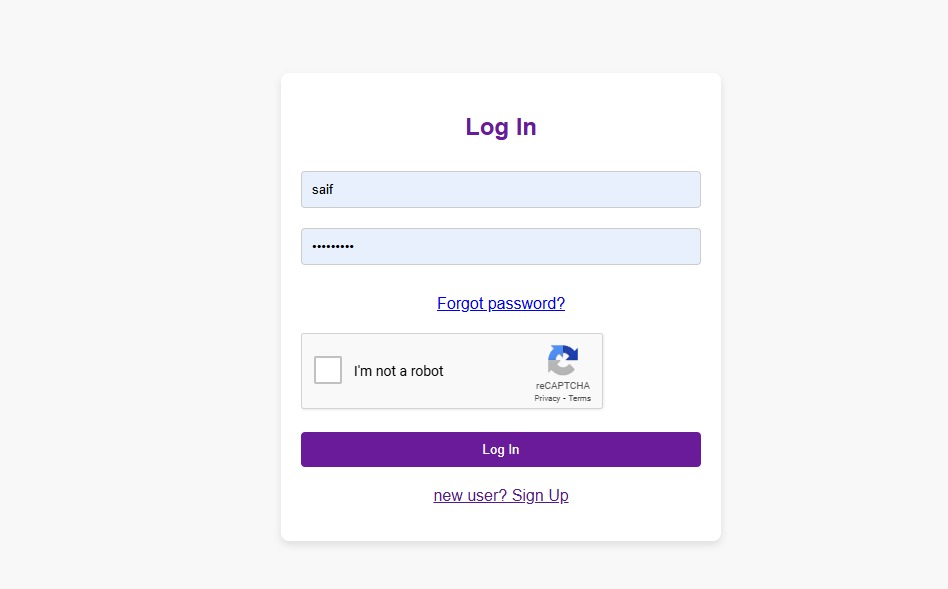 Log In
saif
•••••••••
Forgot password?
I'm not a robot
reCAPTCHA
Privacy - Terms
Log In
new user? Sign Up